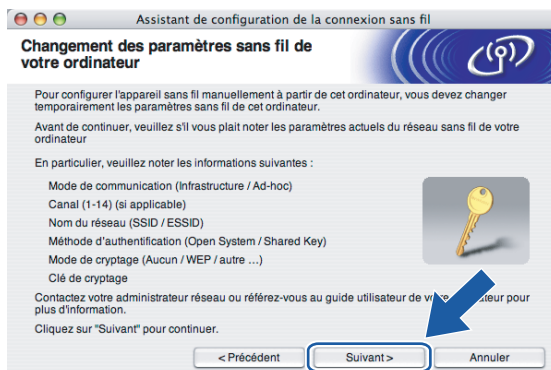 Assistant de configuration de la connexion sans fil
Changement des paramètres sans fil de
votre ordinateur
Pour configurer l'appareil sans fil manuellement à partir de cet ordinateur, vous devez changer
temporairement les paramètres sans fil de cet ordinateur.
Avant de continuer, veuillez s'il vous plait noter les paramètres actuels du réseau sans fil de votre
ordinateur
En particulier, veuillez noter les informations suivantes :
Mode de communication (Infrastructure / Ad-hoc)
Canal (1-14) (si applicable)
Nom du réseau (SSID / ESSID)
Méthode d'authentification (Open System / Shared Key)
Mode de cryptage (Aucun / WEP / autre ...)
Clé de cryptage
Contactez votre administrateur réseau ou référez-vous au guide utilisateur de pour
plus d'information.
Cliquez sur "Suivant" pour continuer.
< Précédent
Suivant >
Annuler